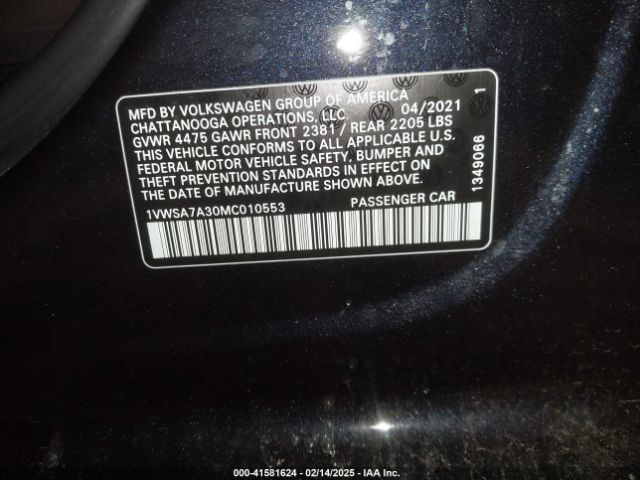 MFD BY VOLKSWAGEN GROUP OF AMERICA
CHATTANOOGA OPERATIONS, LLC. 04/2021 1
GVWR 4475 GAWR FRONT 2381 / REAR 2205 LBS
THIS VEHICLE CONFORMS TO ALL APPLICABLE U.S.
FEDERAL MOTOR VEHICLE SAFETY, BUMPER AND
THEFT PREVENTION STANDARDS IN EFFECT ON
THE DATE OF MANUFACTURE SHOWN ABOVE.
1VWSA7A30MC010553 PASSENGER CAR
1349066
000-41581624 - 02/14/2025 - IAA Inc.